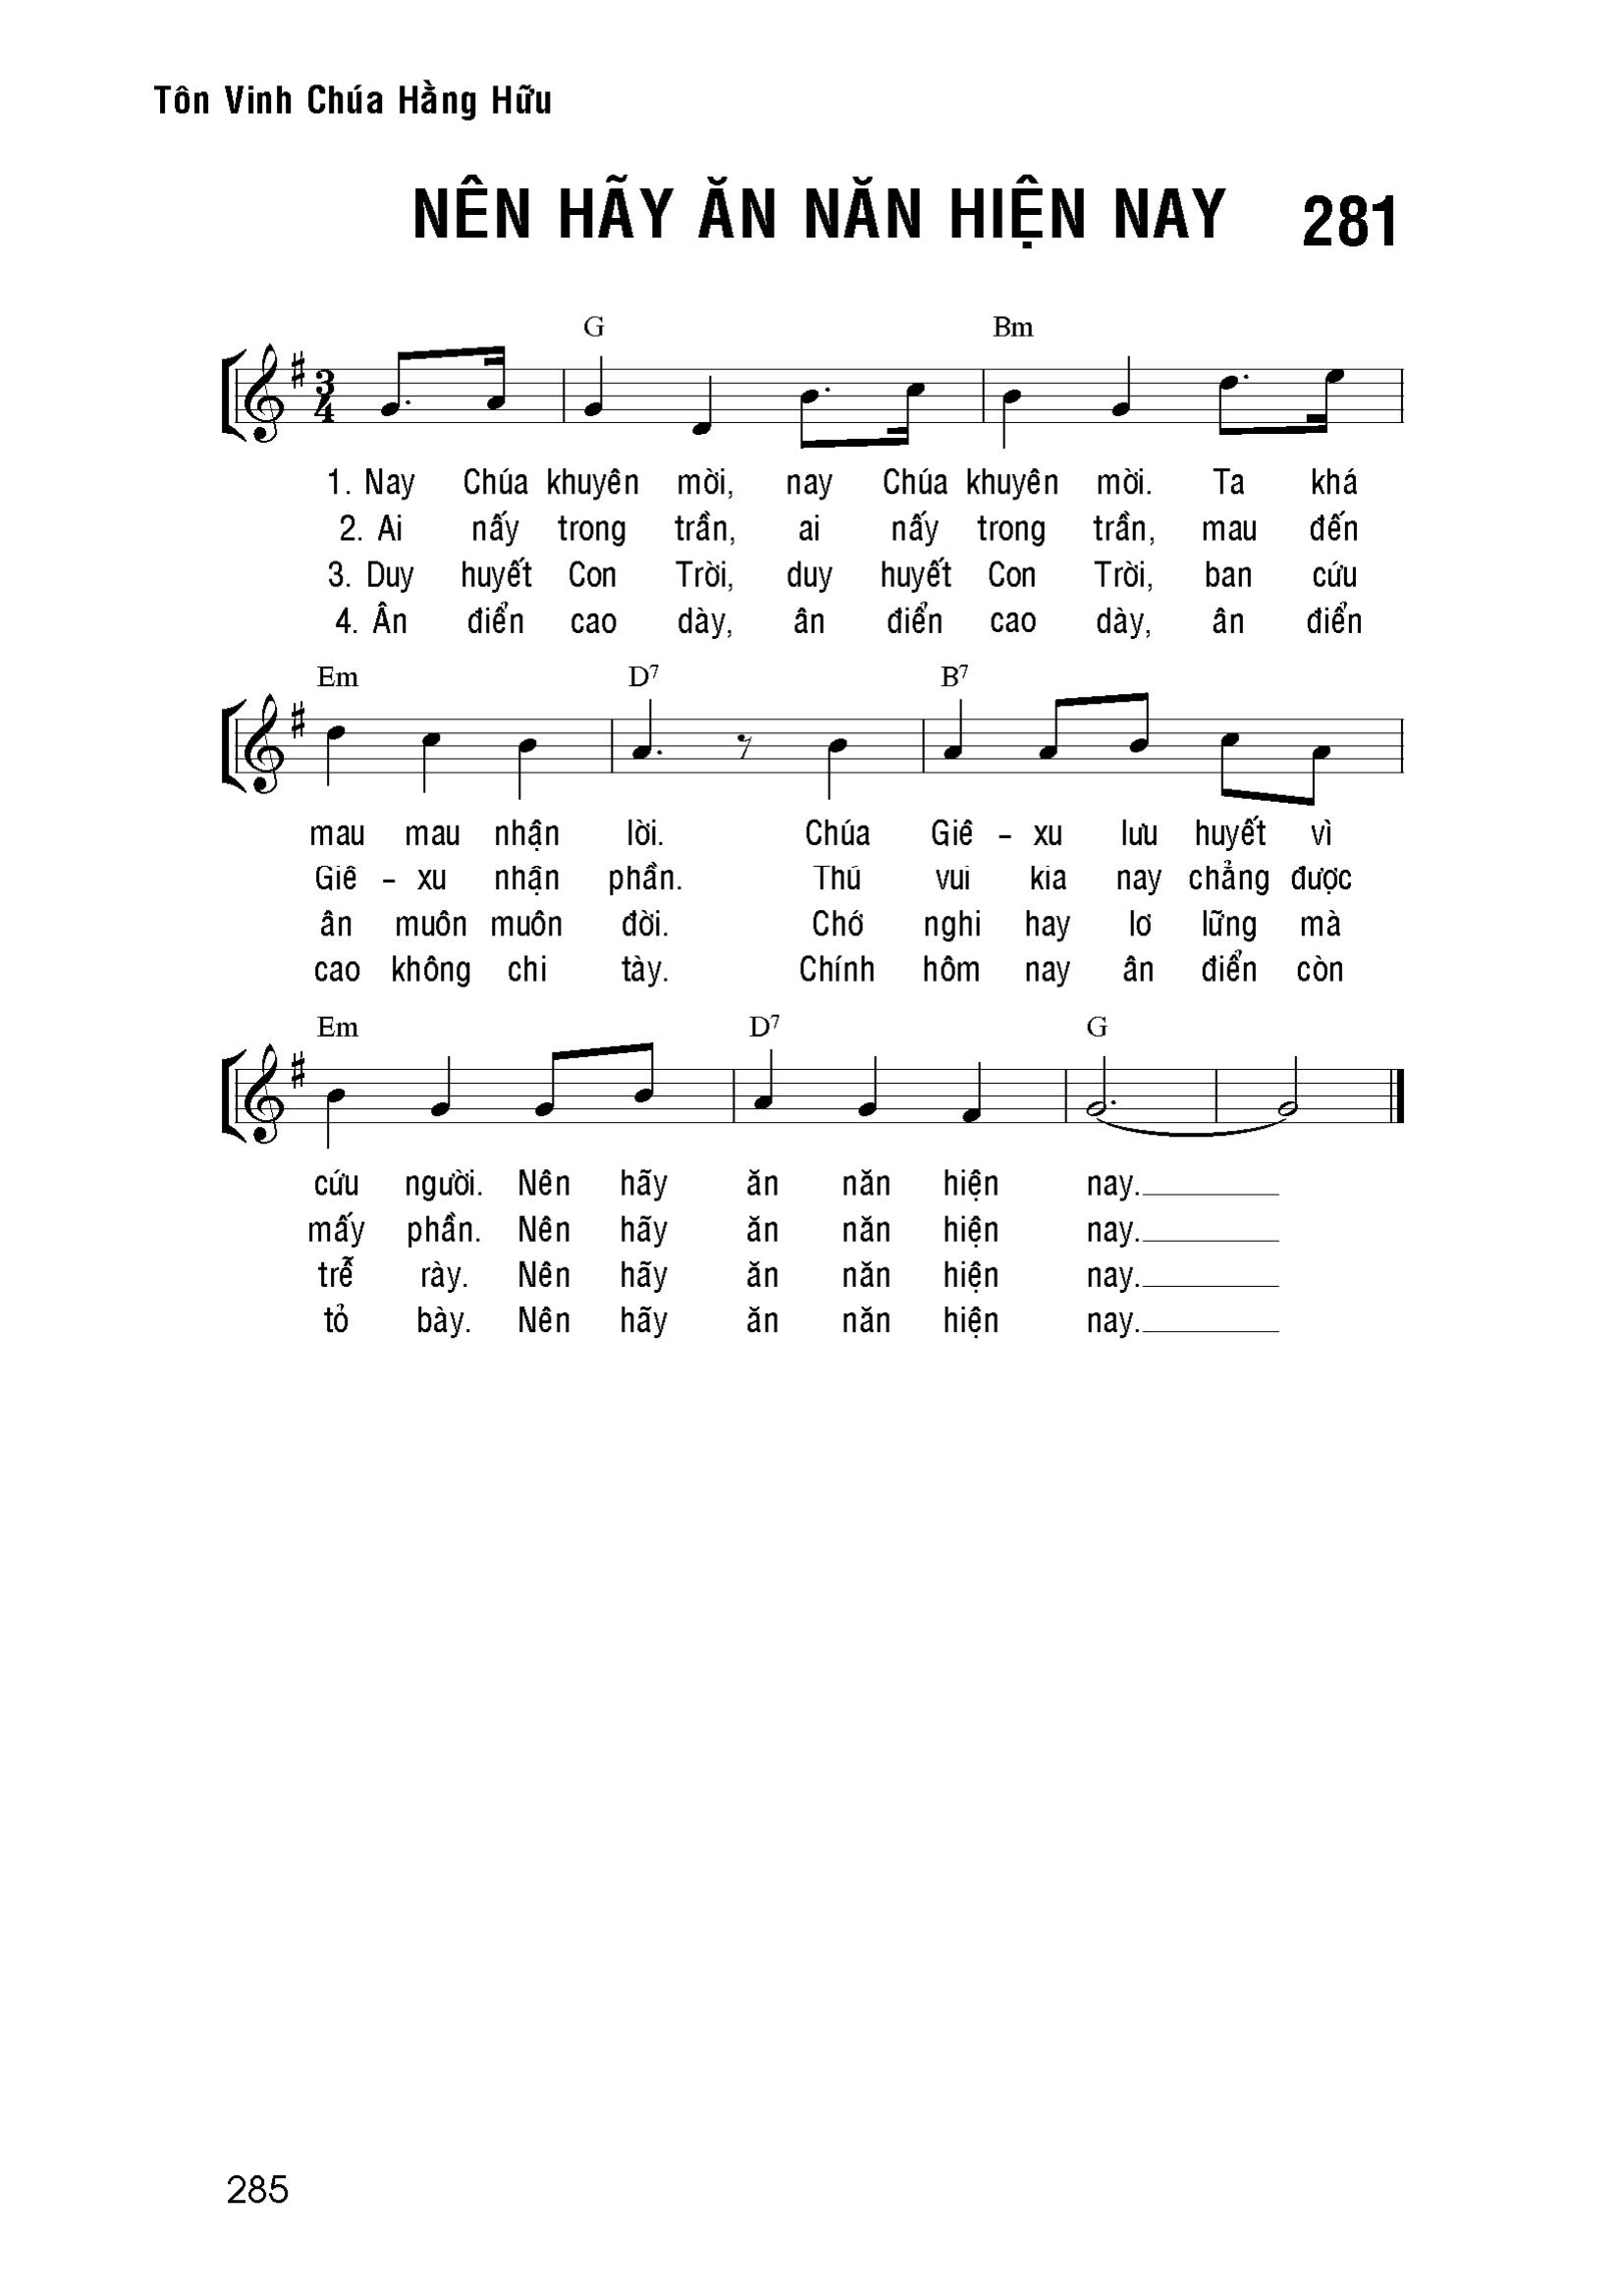 Tôn Vinh Chúa Hằng Hữu
NÊN HÃY ĂN NĂN HIỆN NAY 281
G Bm
3
4
1. Nay Chúa khuyên mời, nay Chúa khuyên mời. Ta khá
2. Ai nấy trong trần, ai nấy trong trần, mau đến
3. Duy huyết Con Trời, duy huyết Con Trời, ban cứu
4. Ân điển cao dày, ân điển cao dày, ân điển
Em D7 B7
mau mau nhận lời. Chúa Giê – xu lưu huyết vì
Giê – xu nhận phần. Thú vui kia nay chẳng được
ân muôn muôn đời. Chớ nghi hay lơ lững mà
cao không chi tày. Chính hôm nay ân điển còn
Em D7 G
cứu người. Nên hãy ăn năn hiện nay.
mấy phần. Nên hãy ăn năn hiện nay.
trễ rày. Nên hãy ăn năn hiện nay.
tỏ bày. Nên hãy ăn năn hiện nay.
285